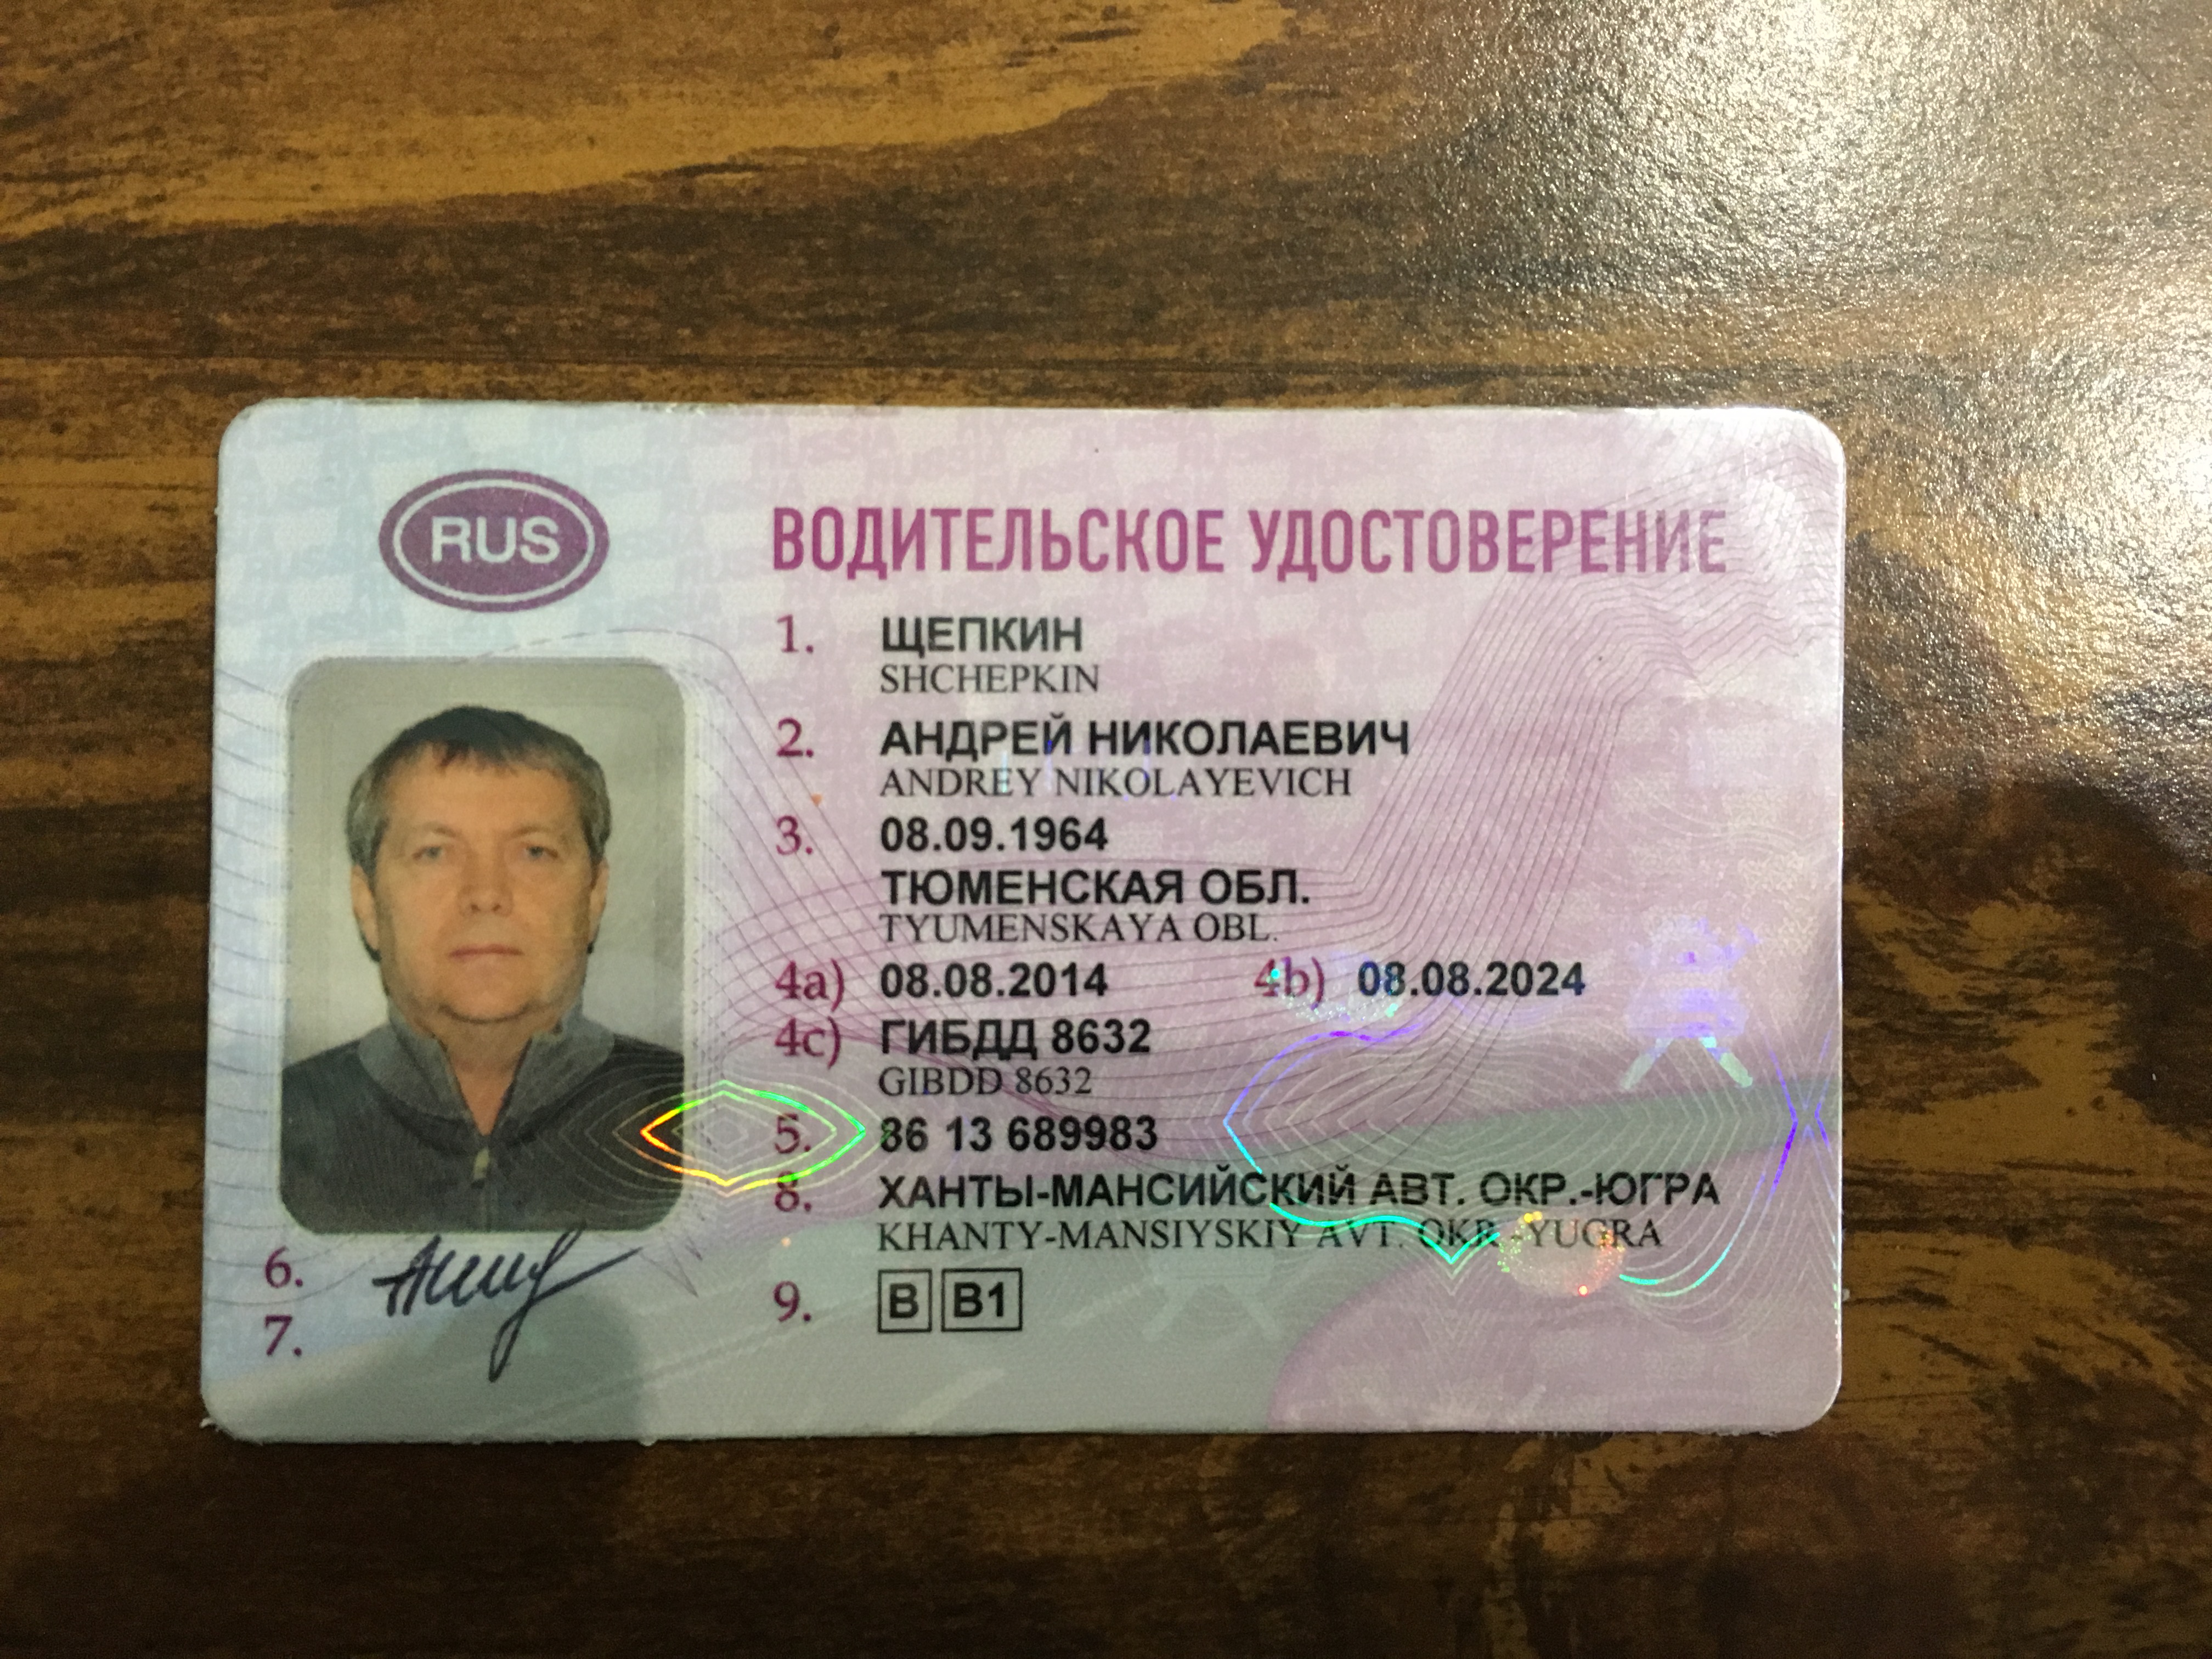 RUS
ВОДИТЕЛЬСКОЕ УДОСТОВЕРЕНИЕ
1. ЩЕПКИН
SHCHEPKIN
2. АНДРЕЙ НИКОЛАЕВИЧ
ANDREY NIKOLAYEVICH
3. 08.09.1964
ТЮМЕНСКАЯ ОБЛ.
TYUMENSKAYA OBL.
4a) 08.08.2014 4b) 08.08.2024
4c) ГИБДД 8632
GIBDD 8632
5. 86 13 689983
8. ХАНТЫ-МАНСИЙСКИЙ АВТ. ОКР.-ЮГРА
KHANTY-MANSIYSKIY AVT. OKR.-YUGRA
6.
7.
9. B B1